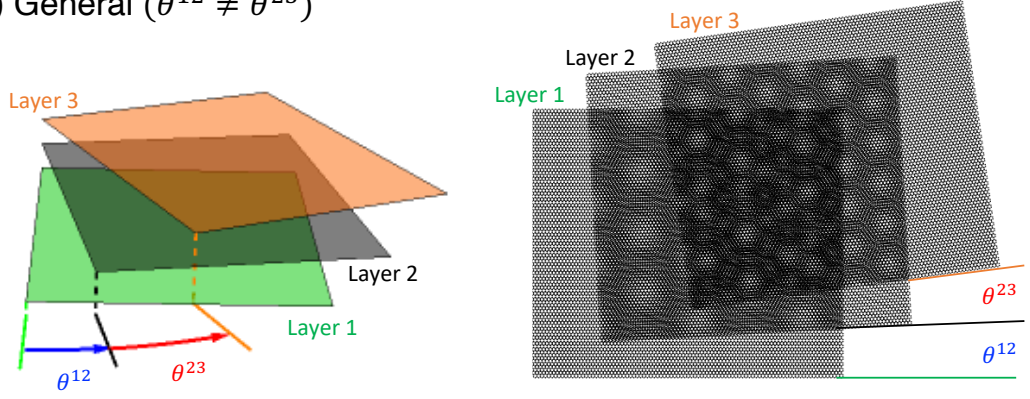 ) General (θ¹² ≠ θ²³)
Layer 3
Layer 2
Layer 1
θ¹²
θ²³
Layer 3
Layer 2
Layer 1
θ²³
θ¹²